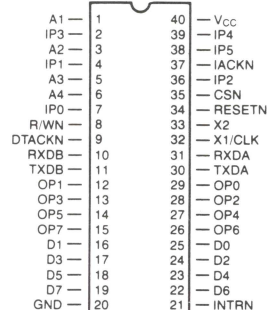 A1 1 40 VCC
IP3 2 39 IP4
A2 3 38 IP5
IP1 4 37 IACKN
A3 5 36 IP2
A4 6 35 CSN
IP0 7 34 RESETN
R/WN 8 33 X2
DTACKN 9 32 X1/CLK
RXDB 10 31 RXDA
TXDB 11 30 TXDA
OP1 12 29 OP0
OP3 13 28 OP2
OP5 14 27 OP4
OP7 15 26 OP6
D1 16 25 D0
D3 17 24 D2
D5 18 23 D4
D7 19 22 D6
GND 20 21 INTRN